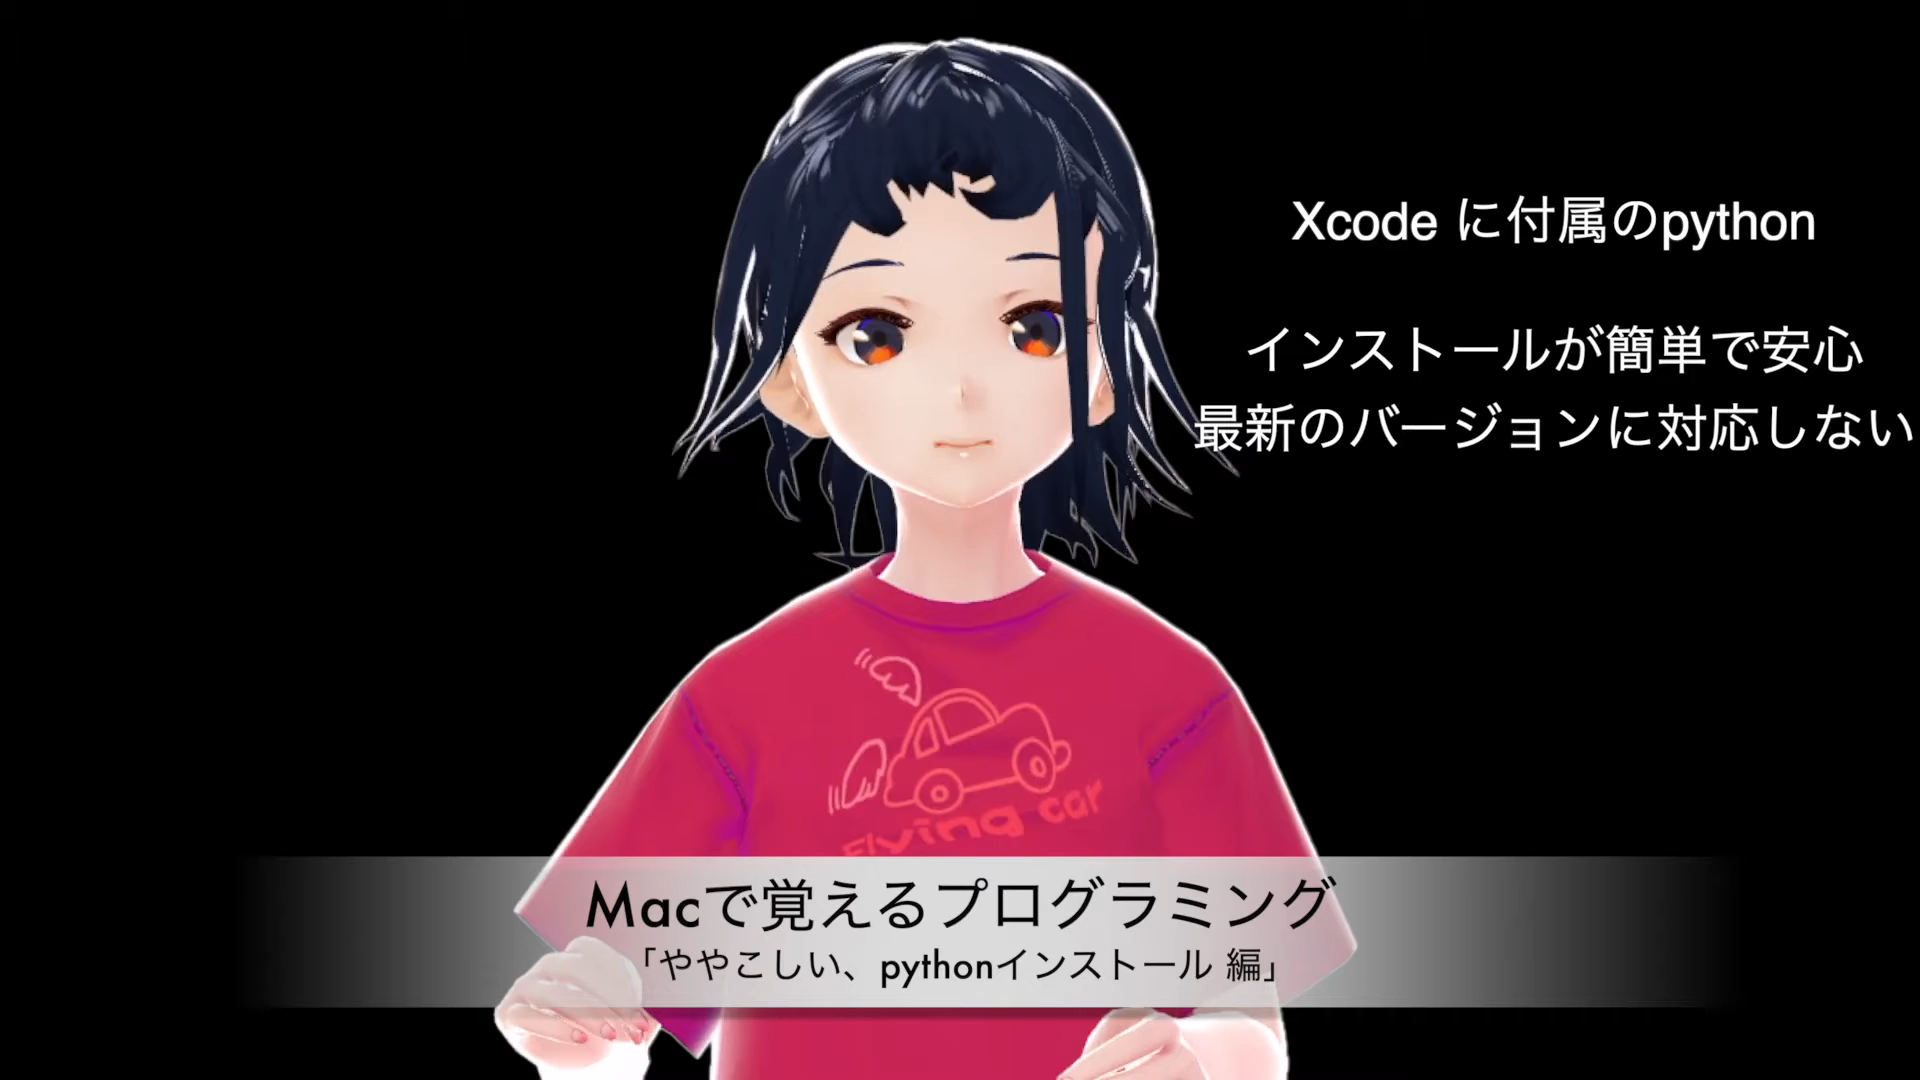 Xcode に付属のpython
インストールが簡単で安心
最新のバージョンに対応しない
Flying car
Macで覚えるプログラミング
「ややこしい、pythonインストール 編」